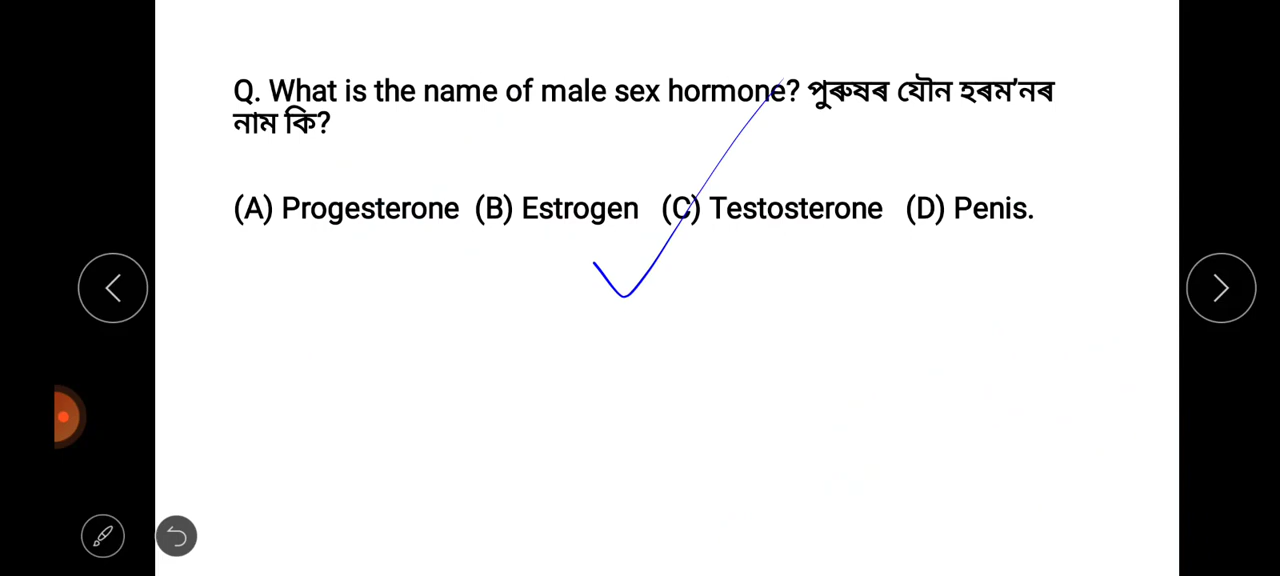 Q. What is the name of male sex hormone? পুৰুষৰ যৌন হৰম'নৰ
নাম কি?
(A) Progesterone (B) Estrogen (C) Testosterone (D) Penis.